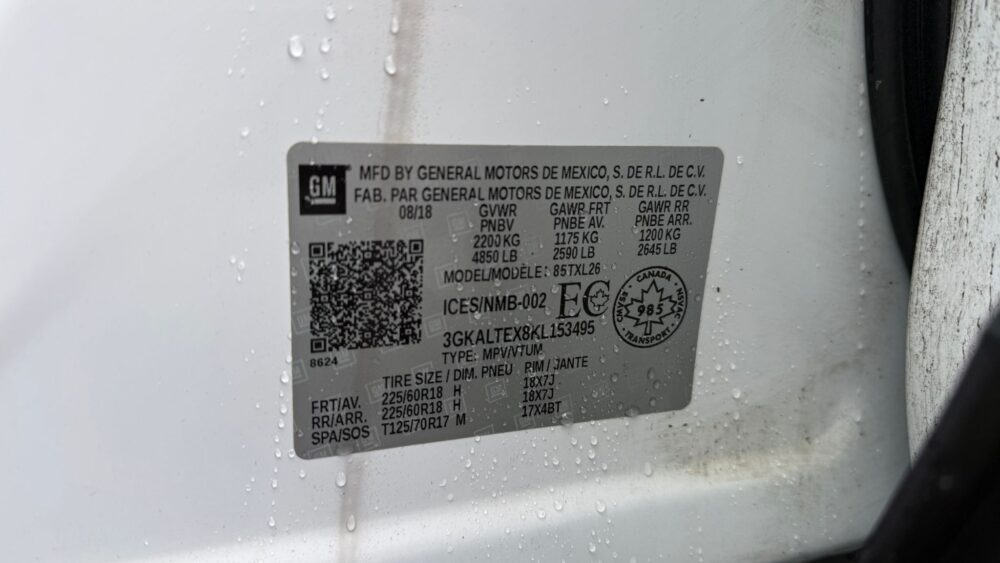 GM
MFD BY GENERAL MOTORS DE MEXICO, S. DE R.L. DE C.V.
FAB. PAR GENERAL MOTORS DE MEXICO, S. DE R.L. DE C.V.
08/18 GVWR GAWR FRT GAWR RR
PNBV PNBE AV. PNBE ARR.
2200 KG 1175 KG 1200 KG
4850 LB 2590 LB 2645 LB
MODEL/MODÈLE: 85TXL26
ICES/NMB-002 EC
CANADA
985
CMVSS NSVAC
TRANSPORT
3GKALTEX8KL153495
8624
TYPE: MPV/VTUM
TIRE SIZE / DIM. PNEU RIM / JANTE
FRT/AV. 225/60R18 H 18X7J
RR/ARR. 225/60R18 H 18X7J
SPA/SOS T125/70R17 M 17X4BT